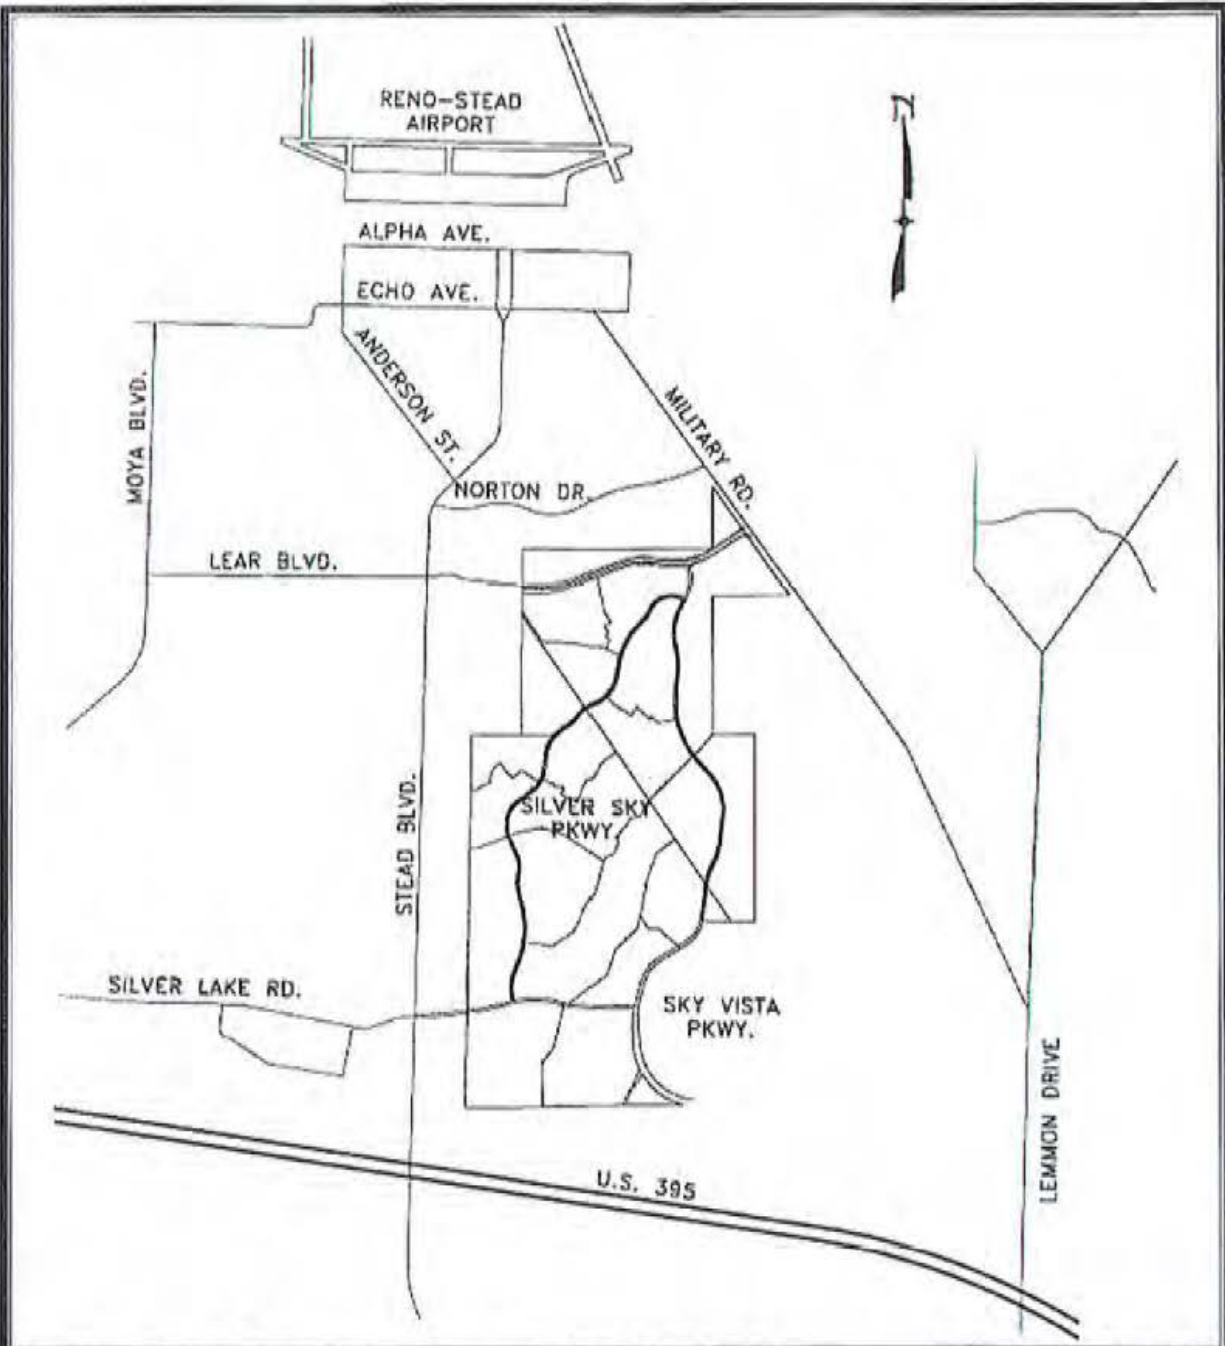 RENO-STEAD
AIRPORT
N
ALPHA AVE.
ECHO AVE.
ANDERSON ST.
MOYA BLVD.
MILITARY RD.
NORTON DR.
LEAR BLVD.
STEAD BLVD.
SILVER SKY
PKWY.
SILVER LAKE RD.
SKY VISTA
PKWY.
LEMMON DRIVE
U.S. 395